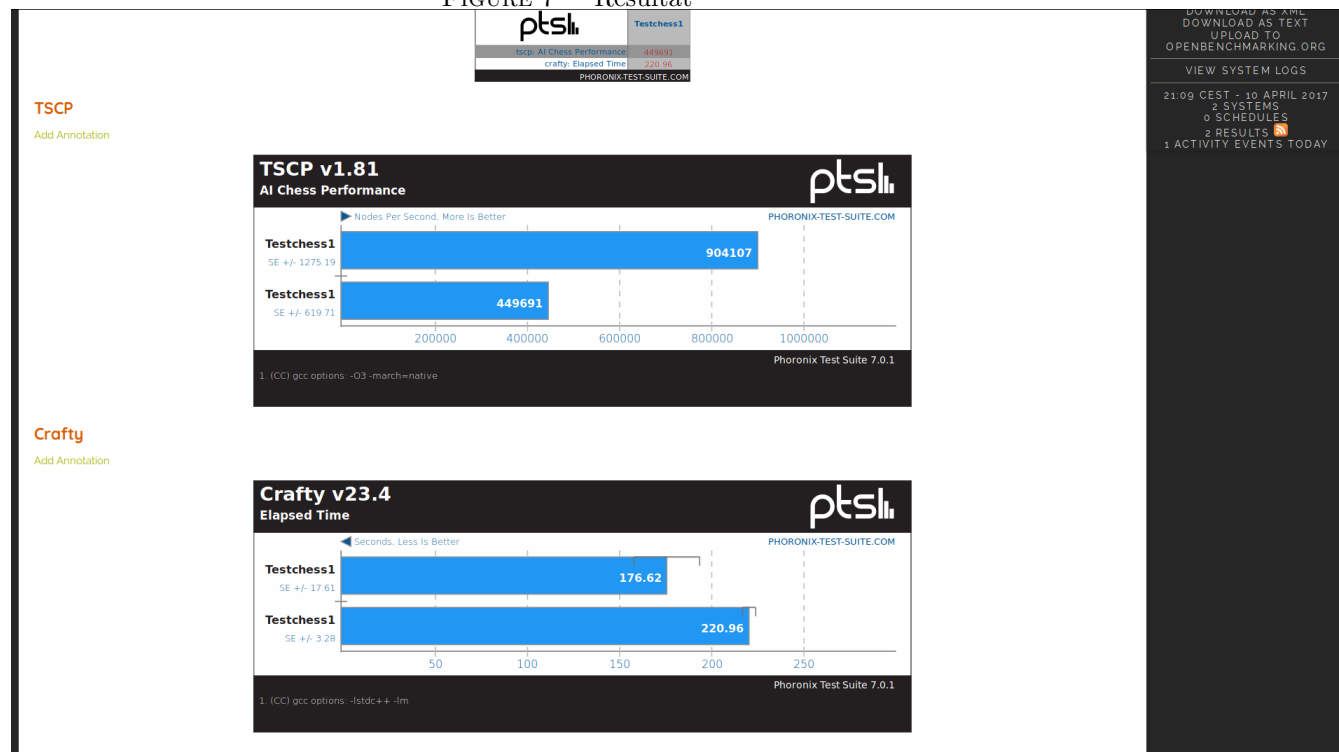 FIGURE 7 – Résultat
pts
Testchess1
tscp: AI Chess Performance 449691
crafty: Elapsed Time 220.96
PHORONIX-TEST-SUITE.COM
DOWNLOAD AS XML
DOWNLOAD AS TEXT
UPLOAD TO
OPENBENCHMARKING.ORG
VIEW SYSTEM LOGS
21:09 CEST - 10 APRIL 2017
2 SYSTEMS
0 SCHEDULES
2 RESULTS
1 ACTIVITY EVENTS TODAY
TSCP
Add Annotation
TSCP v1.81
AI Chess Performance
pts
Nodes Per Second, More Is Better
PHORONIX-TEST-SUITE.COM
Testchess1
SE +/- 1275.19
904107
Testchess1
SE +/- 619.71
449691
200000 400000 600000 800000 1000000
Phoronix Test Suite 7.0.1
1. (CC) gcc options: -O3 -march=native
Crafty
Add Annotation
Crafty v23.4
Elapsed Time
pts
Seconds, Less Is Better
PHORONIX-TEST-SUITE.COM
Testchess1
SE +/- 17.61
176.62
Testchess1
SE +/- 3.28
220.96
50 100 150 200 250
Phoronix Test Suite 7.0.1
1. (CC) gcc options: -lstdc++ -lm